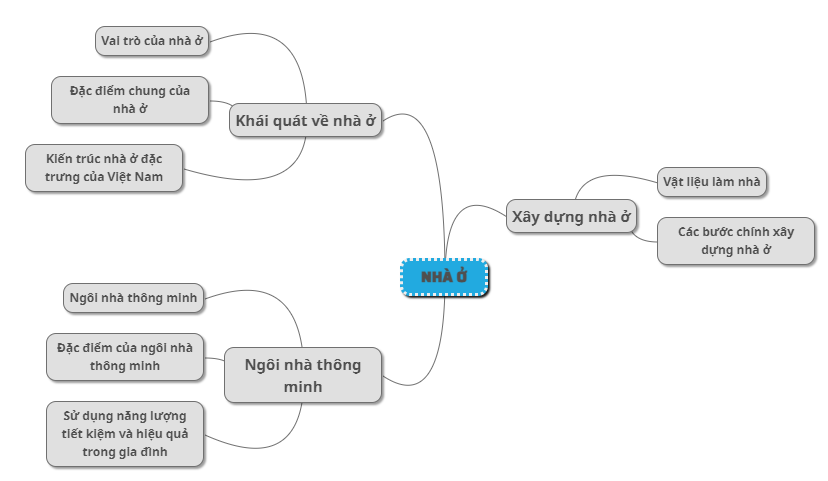 Vai trò của nhà ở
Đặc điểm chung của
nhà ở
Khái quát về nhà ở
Kiến trúc nhà ở đặc
trưng của Việt Nam
Vật liệu làm nhà
Xây dựng nhà ở
Các bước chính xây
dựng nhà ở
NHÀ Ở
Ngôi nhà thông minh
Đặc điểm của ngôi nhà
thông minh
Ngôi nhà thông
minh
Sử dụng năng lượng
tiết kiệm và hiệu quả
trong gia đình